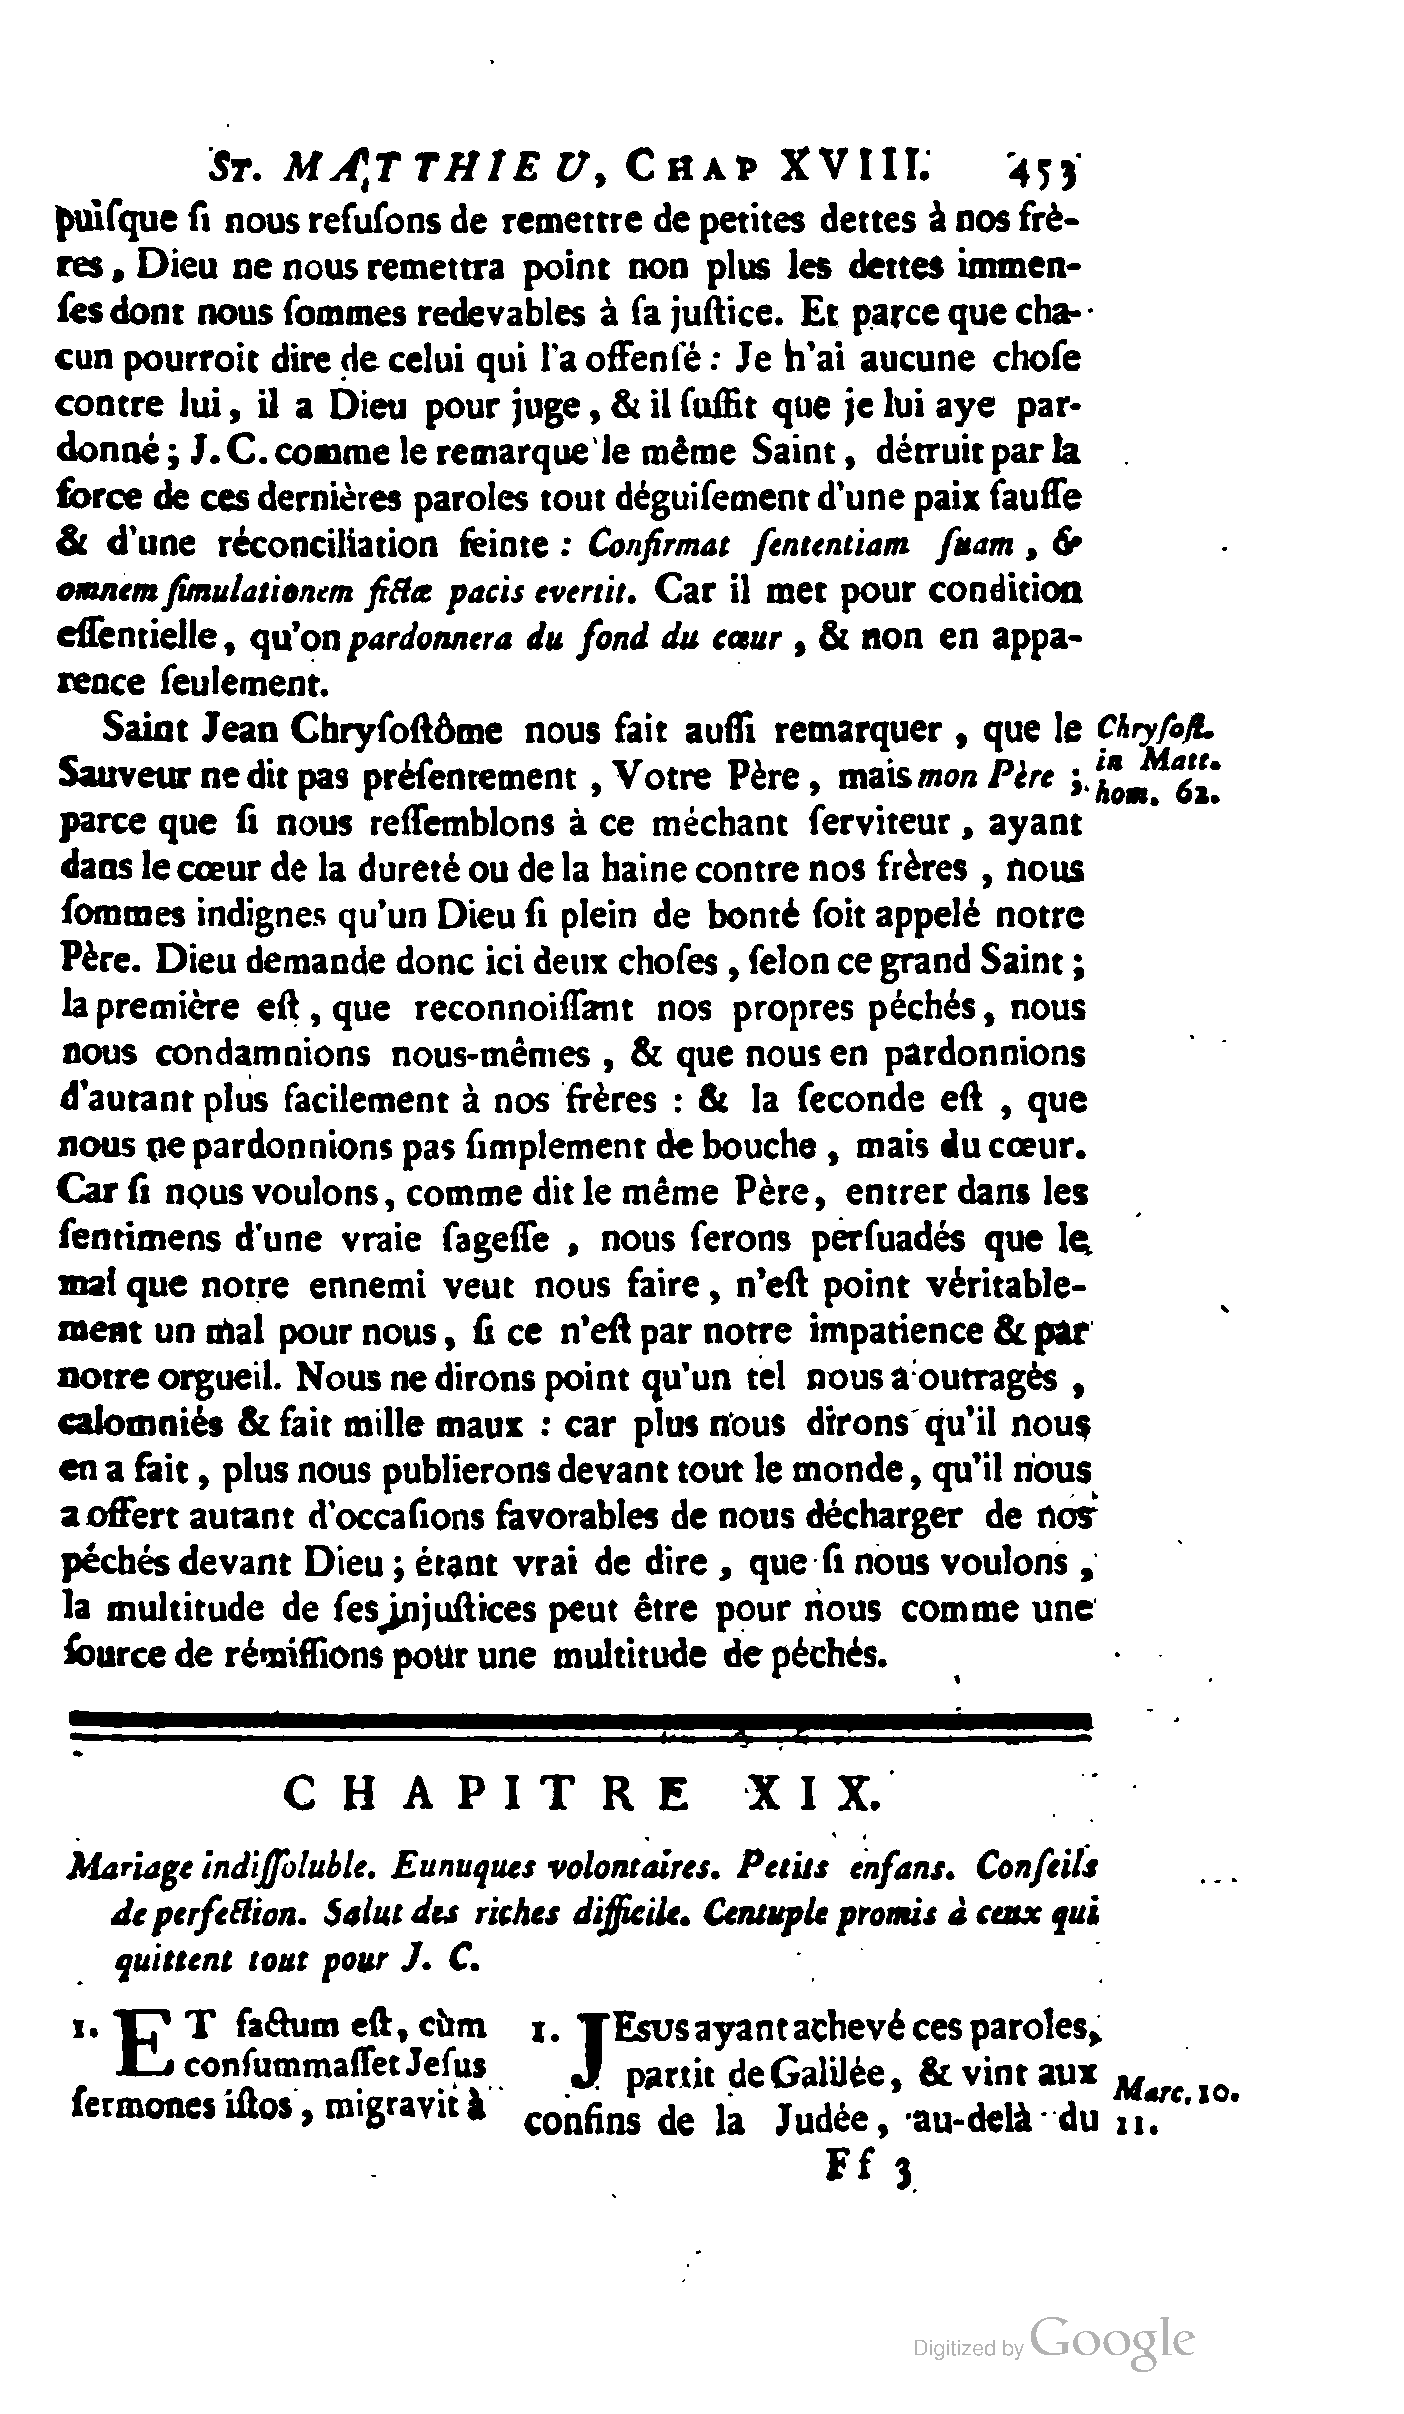 ST. MATTHIEU, CHAP XVIII. 453
puiſque ſi nous refuſons de remettre de petites dettes à nos frè-
res, Dieu ne nous remettra point non plus les dettes immen-
ſes dont nous ſommes redevables à ſa juſtice. Et parce que cha-
cun pourroit dire de celui qui l'a offenſé : Je n'ai aucune choſe
contre lui, il a Dieu pour juge, & il ſuffit que je lui aye par-
donné ; J. C. comme le remarque le même Saint, détruit par la
force de ces dernières paroles tout déguiſement d'une paix fauſſe
& d'une réconciliation feinte : Confirmat ſententiam ſuam, &
omnem ſimulationem fictæ pacis evertit. Car il met pour condition
eſſentielle, qu'on pardonnera du fond du cœur, & non en appa-
rence ſeulement.
Saint Jean Chryſoſtôme nous fait auſſi remarquer, que le
Chryſoſt.
Sauveur ne dit pas préſentement, Votre Père, mais mon Père ;
in Matt.
hom. 62.
parce que ſi nous reſſemblons à ce méchant ſerviteur, ayant
dans le cœur de la dureté ou de la haine contre nos frères, nous
ſommes indignes qu'un Dieu ſi plein de bonté ſoit appelé notre
Père. Dieu demande donc ici deux choſes, ſelon ce grand Saint ;
la première eſt, que reconnoiſſant nos propres péchés, nous
nous condamnions nous-mêmes, & que nous en pardonnions
d'autant plus facilement à nos frères : & la ſeconde eſt, que
nous ne pardonnions pas ſimplement de bouche, mais du cœur.
Car ſi nous voulons, comme dit le même Père, entrer dans les
ſentimens d'une vraie ſageſſe, nous ſerons perſuadés que le
mal que notre ennemi veut nous faire, n'eſt point véritable-
ment un mal pour nous, ſi ce n'eſt par notre impatience & par
notre orgueil. Nous ne dirons point qu'un tel nous a outragés,
calomniés & fait mille maux : car plus nous dirons qu'il nous
en a fait, plus nous publierons devant tout le monde, qu'il nous
a offert autant d'occaſions favorables de nous décharger de nos
péchés devant Dieu ; étant vrai de dire, que ſi nous voulons,
la multitude de ſes injuſtices peut être pour nous comme une
ſource de rémiſſions pour une multitude de péchés.
CHAPITRE XIX.
Mariage indiſſoluble. Eunuques volontaires. Petits enfans. Conſeils
de perfection. Salut des riches difficile. Centuple promis à ceux qui
quittent tout pour J. C.
1. ET factum eſt, cùm
conſummaſſet Jeſus
ſermones iſtos, migravit à
1. JEsus ayant achevé ces paroles,
partit de Galilée, & vint aux
confins de la Judée, au-delà du
Marc. 10.
11.
Ff 3
Digitized by Google